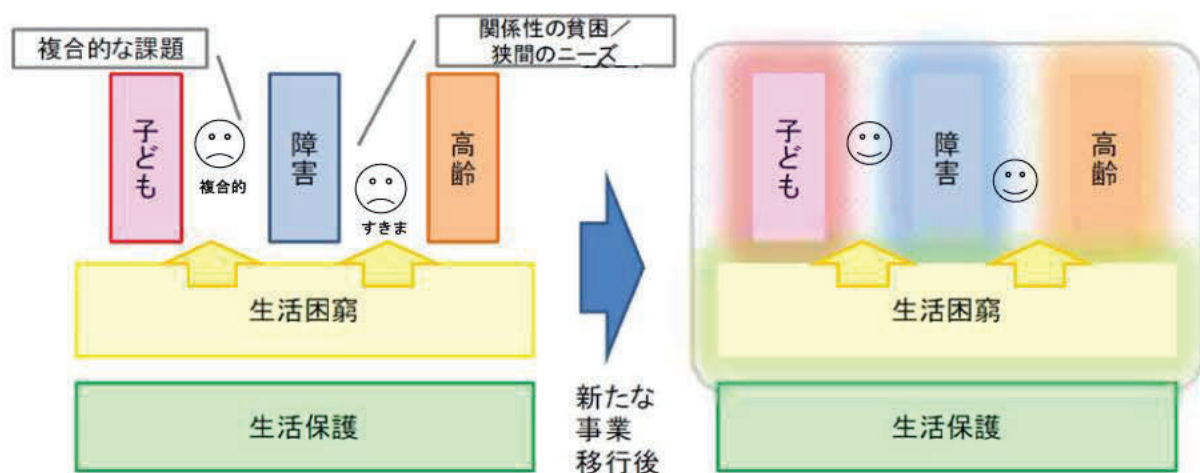 複合的な課題
関係性の貧困／
狭間のニーズ
子ども
複合的
障害
すきま
高齢
生活困窮
生活保護
新たな
事業
移行後
子ども
障害
高齢
生活困窮
生活保護